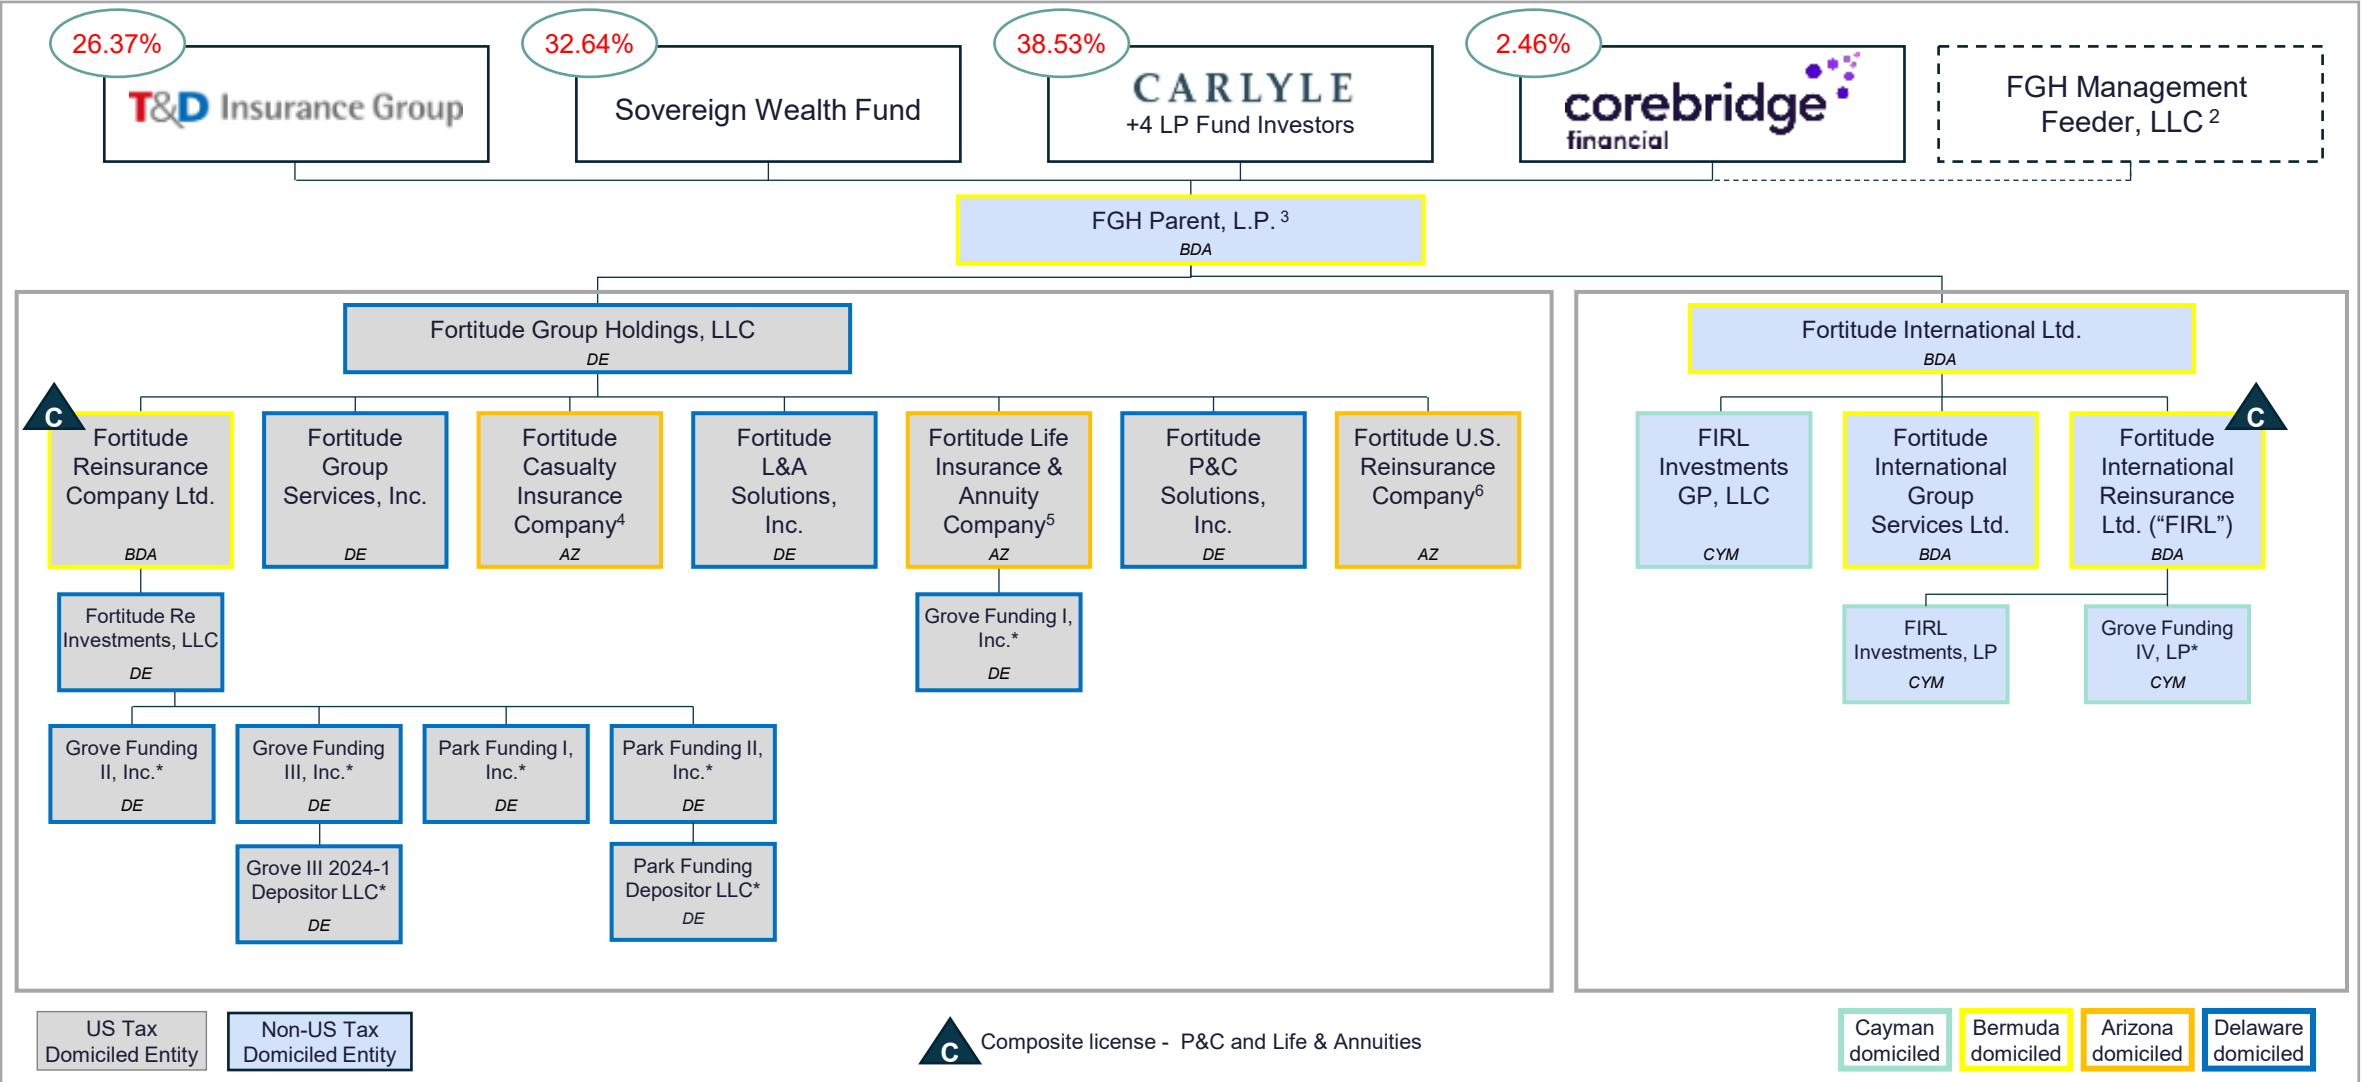 26.37%
T&D Insurance Group
32.64%
Sovereign Wealth Fund
38.53%
CARLYLE
+4 LP Fund Investors
2.46%
corebridge
financial
FGH Management
Feeder, LLC 2
FGH Parent, L.P. 3
BDA
Fortitude Group Holdings, LLC
DE
Fortitude International Ltd.
BDA
C
Fortitude
Reinsurance
Company Ltd.
BDA
Fortitude
Group
Services, Inc.
DE
Fortitude
Casualty
Insurance
Company4
AZ
Fortitude
L&A
Solutions,
Inc.
DE
Fortitude Life
Insurance &
Annuity
Company5
AZ
Fortitude
P&C
Solutions,
Inc.
DE
Fortitude U.S.
Reinsurance
Company6
AZ
FIRL
Investments
GP, LLC
CYM
Fortitude
International
Group
Services Ltd.
BDA
C
Fortitude
International
Reinsurance
Ltd. (“FIRL”)
BDA
Fortitude Re
Investments, LLC
DE
Grove Funding I,
Inc.*
DE
FIRL
Investments, LP
CYM
Grove Funding
IV, LP*
CYM
Grove Funding
II, Inc.*
DE
Grove Funding
III, Inc.*
DE
Park Funding I,
Inc.*
DE
Park Funding II,
Inc.*
DE
Grove III 2024-1
Depositor LLC*
DE
Park Funding
Depositor LLC*
DE
US Tax
Domiciled Entity
Non-US Tax
Domiciled Entity
C
Composite license - P&C and Life & Annuities
Cayman
domiciled
Bermuda
domiciled
Arizona
domiciled
Delaware
domiciled